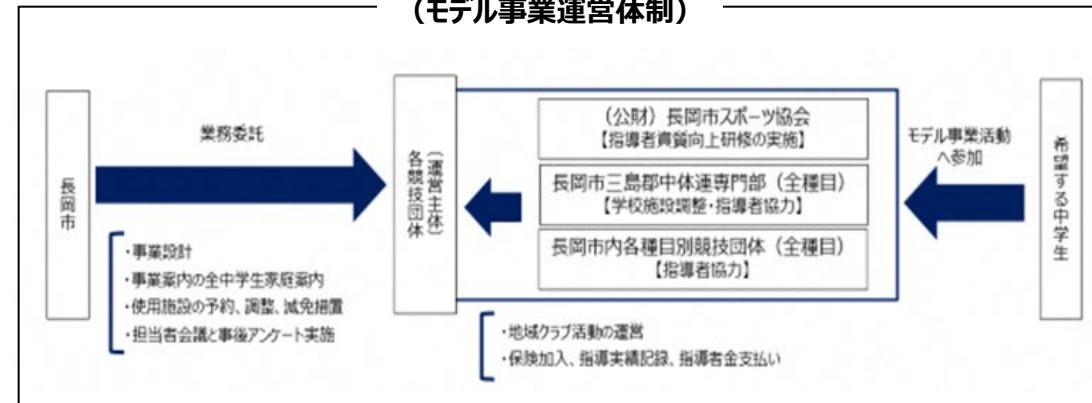 （モデル事業運営体制）
長岡市
業務委託
・事業設計
・事業案内の全中学生家庭案内
・使用施設の予約、調整、減免措置
・担当者会議と事後アンケート実施
（運営主体）
各競技団体
（公財）長岡市スポーツ協会
【指導者資質向上研修の実施】
長岡市三島郡中体連専門部（全種目）
【学校施設調整・指導者協力】
長岡市内各種目別競技団体（全種目）
【指導者協力】
・地域クラブ活動の運営
・保険加入、指導実績記録、指導者金支払い
モデル事業活動
へ参加
希望する中学生